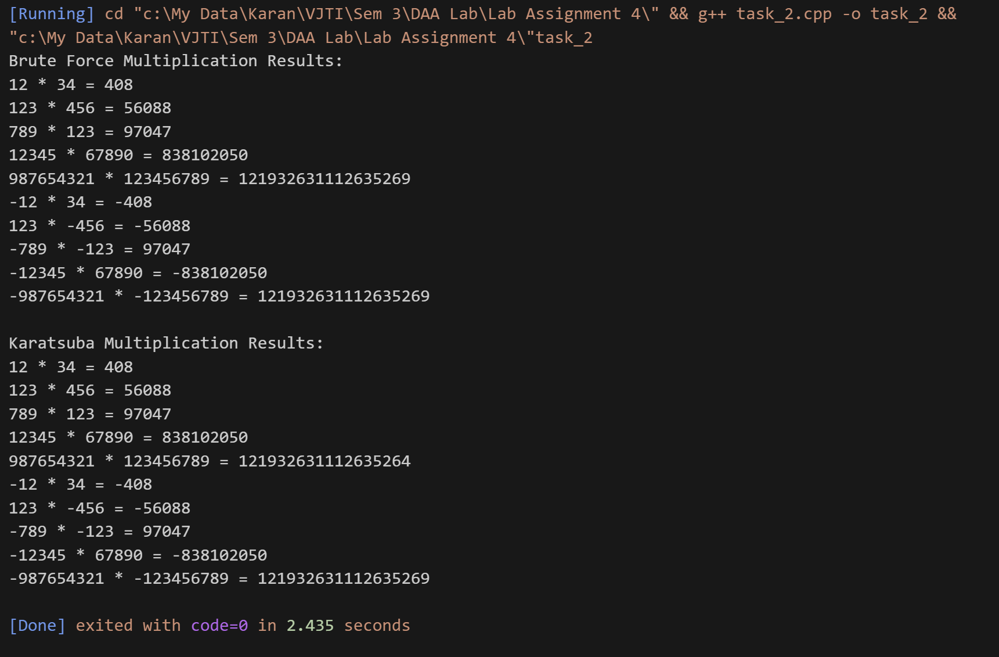 [Running] cd "c:\My Data\Karan\VJTI\Sem 3\DAA Lab\Lab Assignment 4\" && g++ task_2.cpp -o task_2 &&
"c:\My Data\Karan\VJTI\Sem 3\DAA Lab\Lab Assignment 4\"task_2
Brute Force Multiplication Results:
12 * 34 = 408
123 * 456 = 56088
789 * 123 = 97047
12345 * 67890 = 838102050
987654321 * 123456789 = 121932631112635269
-12 * 34 = -408
123 * -456 = -56088
-789 * -123 = 97047
-12345 * 67890 = -838102050
-987654321 * -123456789 = 121932631112635269

Karatsuba Multiplication Results:
12 * 34 = 408
123 * 456 = 56088
789 * 123 = 97047
12345 * 67890 = 838102050
987654321 * 123456789 = 121932631112635264
-12 * 34 = -408
123 * -456 = -56088
-789 * -123 = 97047
-12345 * 67890 = -838102050
-987654321 * -123456789 = 121932631112635269

[Done] exited with code=0 in 2.435 seconds